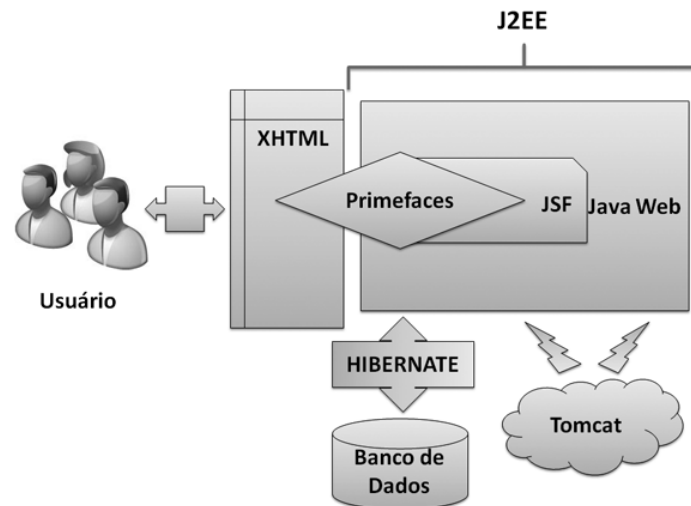 J2EE
XHTML
Primefaces
JSF
Java Web
Usuário
HIBERNATE
Tomcat
Banco de
Dados